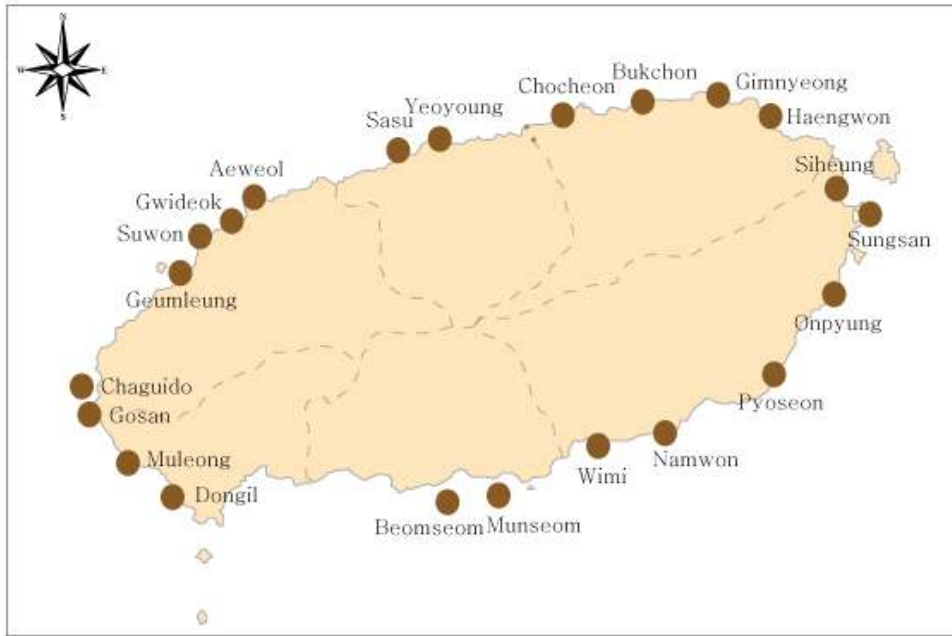 N
W E
S
Bukchon
Chocheon
Gimnyeong
Yeoyoung
Haengwon
Sasu
Aeweol
Siheung
Gwideok
Suwon
Sungsan
Geumleung
Onpyung
Chaguido
Pyoseon
Gosan
Namwon
Muleong
Wimi
Dongil
Beomseom
Munseom